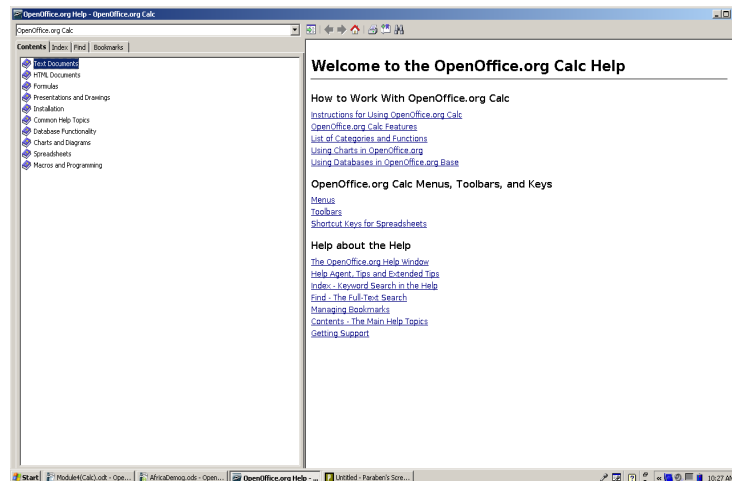 OpenOffice.org Help - OpenOffice.org Calc
OpenOffice.org Calc
Contents Index Find Bookmarks
Text Documents
HTML Documents
Formulas
Presentations and Drawings
Installation
Common Help Topics
Database Functionality
Charts and Diagrams
Spreadsheets
Macros and Programming
Welcome to the OpenOffice.org Calc Help
How to Work With OpenOffice.org Calc
Instructions for Using OpenOffice.org Calc
OpenOffice.org Calc Features
List of Categories and Functions
Using Charts in OpenOffice.org
Using Databases in OpenOffice.org Base
OpenOffice.org Calc Menus, Toolbars, and Keys
Menus
Toolbars
Shortcut Keys for Spreadsheets
Help about the Help
The OpenOffice.org Help Window
Help Agent, Tips and Extended Tips
Index - Keyword Search in the Help
Find - The Full-Text Search
Managing Bookmarks
Contents - The Main Help Topics
Getting Support
Start Module4(Calc).odt - Ope... AfricaDemog.ods - Open... OpenOffice.org Help - ... Untitled - Paraben's Scre... 10:27 AM